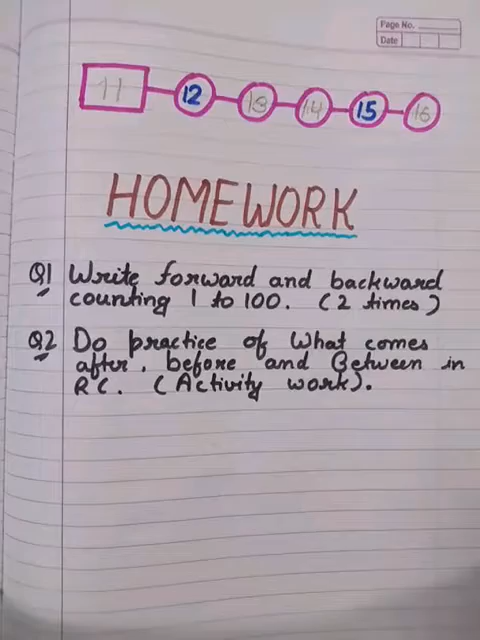 Page No.
Date
11 12 13 14 15 16
HOMEWORK
Q1 Write forward and backward
counting 1 to 100. (2 times)
Q2 Do practice of What comes
after, before and Between in
RC. (Activity work).